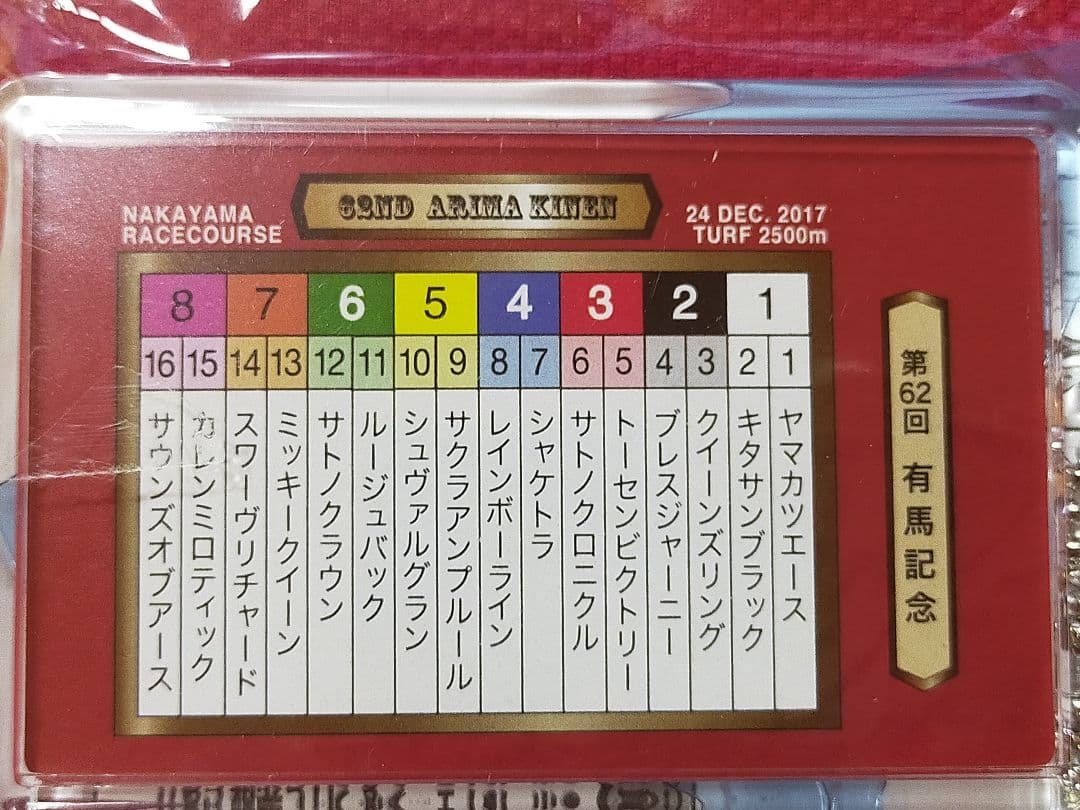 62ND ARIMA KINEN
NAKAYAMA
RACECOURSE
24 DEC. 2017
TURF 2500m
8 7 6 5 4 3 2 1
16 15 14 13 12 11 10 9 8 7 6 5 4 3 2 1
ヤマカツエース
キタサンブラック
クイーンズリング
ブレスジャーニー
トーセンビクトリー
サトノクロニクル
シャケトラ
レインボーライン
サクラアンプルール
シュヴァルグラン
ルージュバック
サトノクラウン
ミッキークイーン
スワーヴリチャード
カレンミロティック
サウンズオブアース
第62回 有馬記念